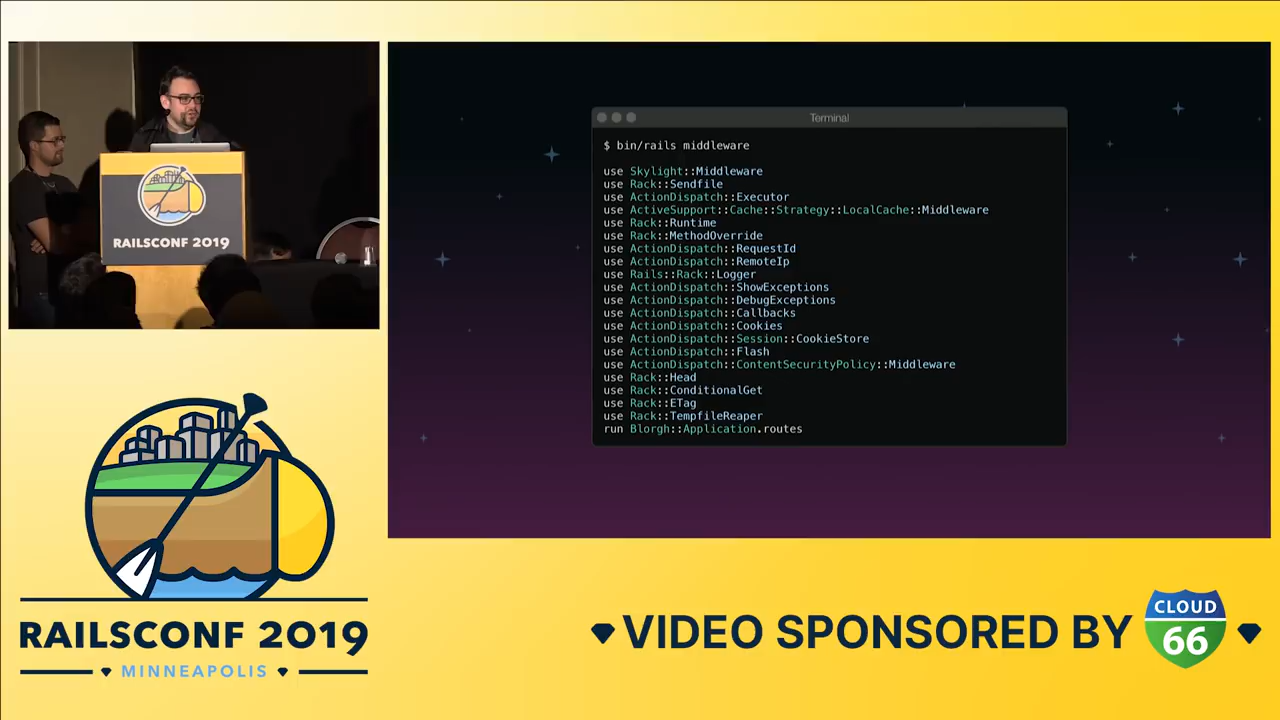 RAILSCONF 2019
Terminal
$ bin/rails middleware
use Skylight::Middleware
use Rack::Sendfile
use ActionDispatch::Executor
use ActiveSupport::Cache::Strategy::LocalCache::Middleware
use Rack::Runtime
use Rack::MethodOverride
use ActionDispatch::RequestId
use ActionDispatch::RemoteIp
use Rails::Rack::Logger
use ActionDispatch::ShowExceptions
use ActionDispatch::DebugExceptions
use ActionDispatch::Callbacks
use ActionDispatch::Cookies
use ActionDispatch::Session::CookieStore
use ActionDispatch::Flash
use ActionDispatch::ContentSecurityPolicy::Middleware
use Rack::Head
use Rack::ConditionalGet
use Rack::ETag
use Rack::TempfileReaper
run Blorgh::Application.routes
RAILSCONF 2019
MINNEAPOLIS
VIDEO SPONSORED BY
CLOUD
66